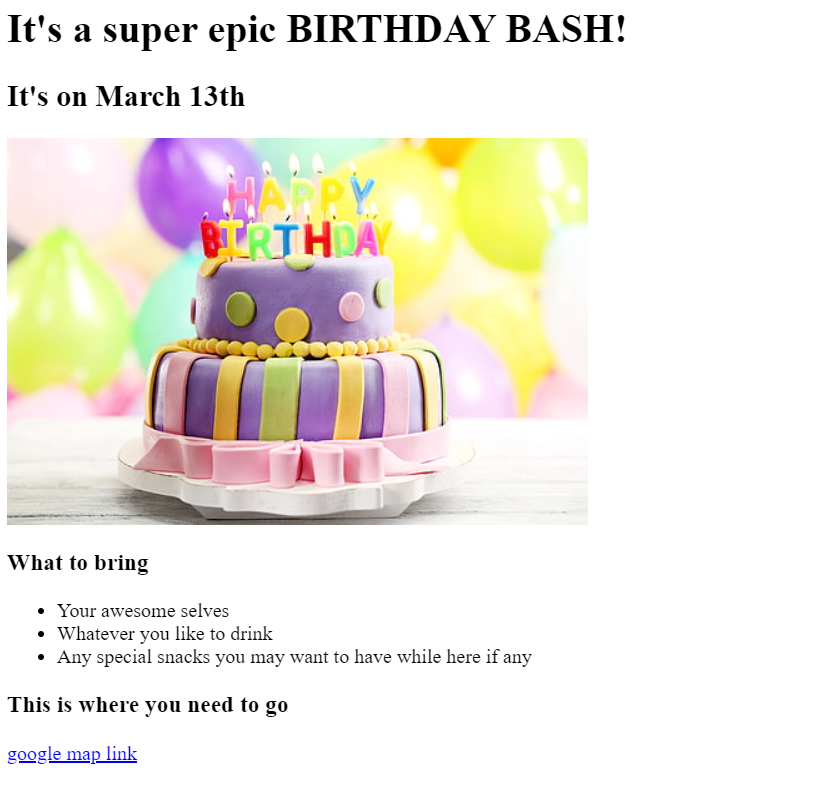 It's a super epic BIRTHDAY BASH!
It's on March 13th
HAPPY
BIRTHDAY
What to bring
Your awesome selves
Whatever you like to drink
Any special snacks you may want to have while here if any
This is where you need to go
google map link